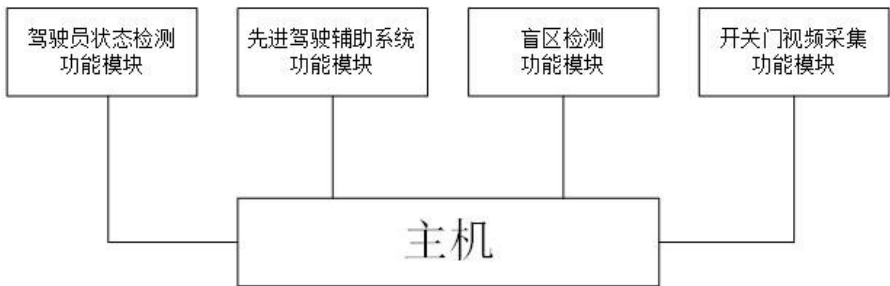 驾驶员状态检测
功能模块
先进驾驶辅助系统
功能模块
盲区检测
功能模块
开关门视频采集
功能模块
主机